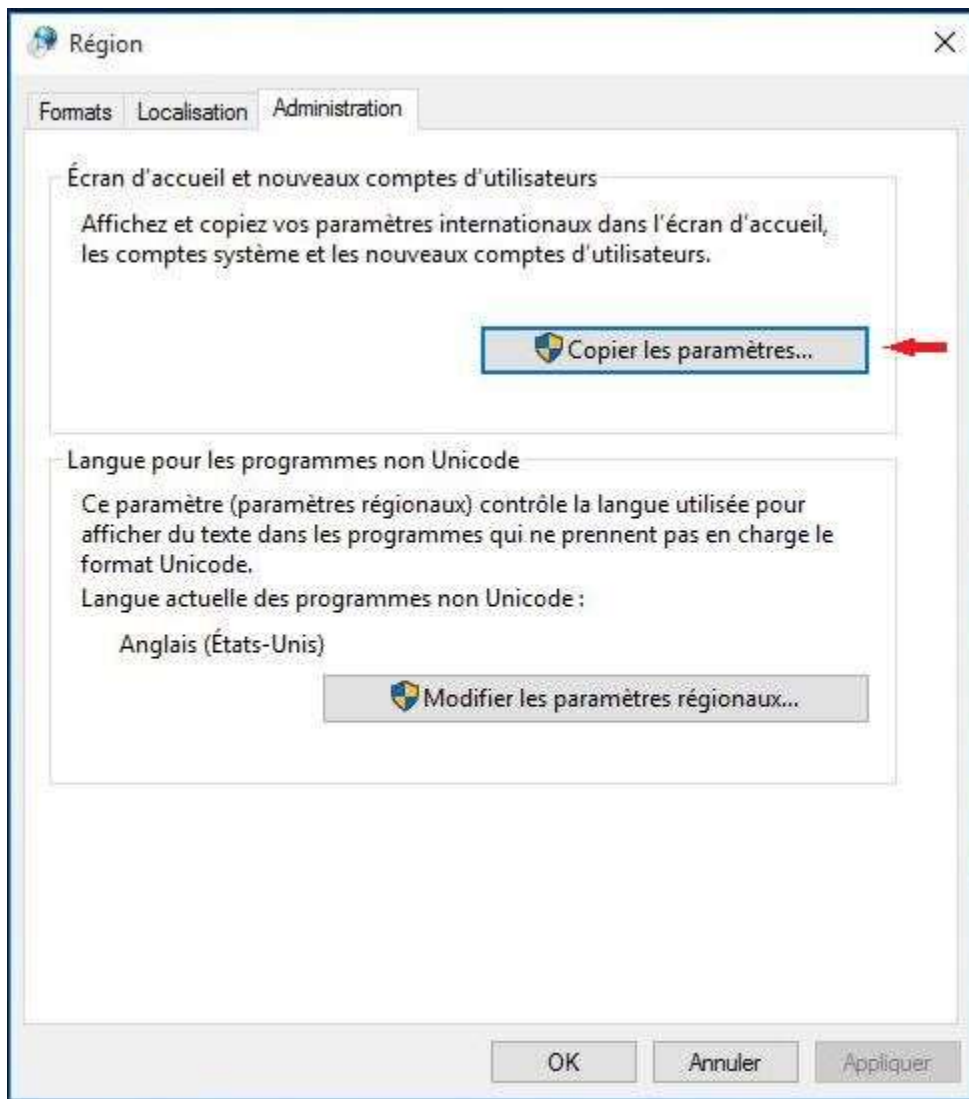 Région
Formats
Localisation
Administration
Écran d'accueil et nouveaux comptes d'utilisateurs
Affichez et copiez vos paramètres internationaux dans l'écran d'accueil,
les comptes système et les nouveaux comptes d'utilisateurs.
Copier les paramètres...
Langue pour les programmes non Unicode
Ce paramètre (paramètres régionaux) contrôle la langue utilisée pour
afficher du texte dans les programmes qui ne prennent pas en charge le
format Unicode.
Langue actuelle des programmes non Unicode :
Anglais (États-Unis)
Modifier les paramètres régionaux...
OK
Annuler
Appliquer